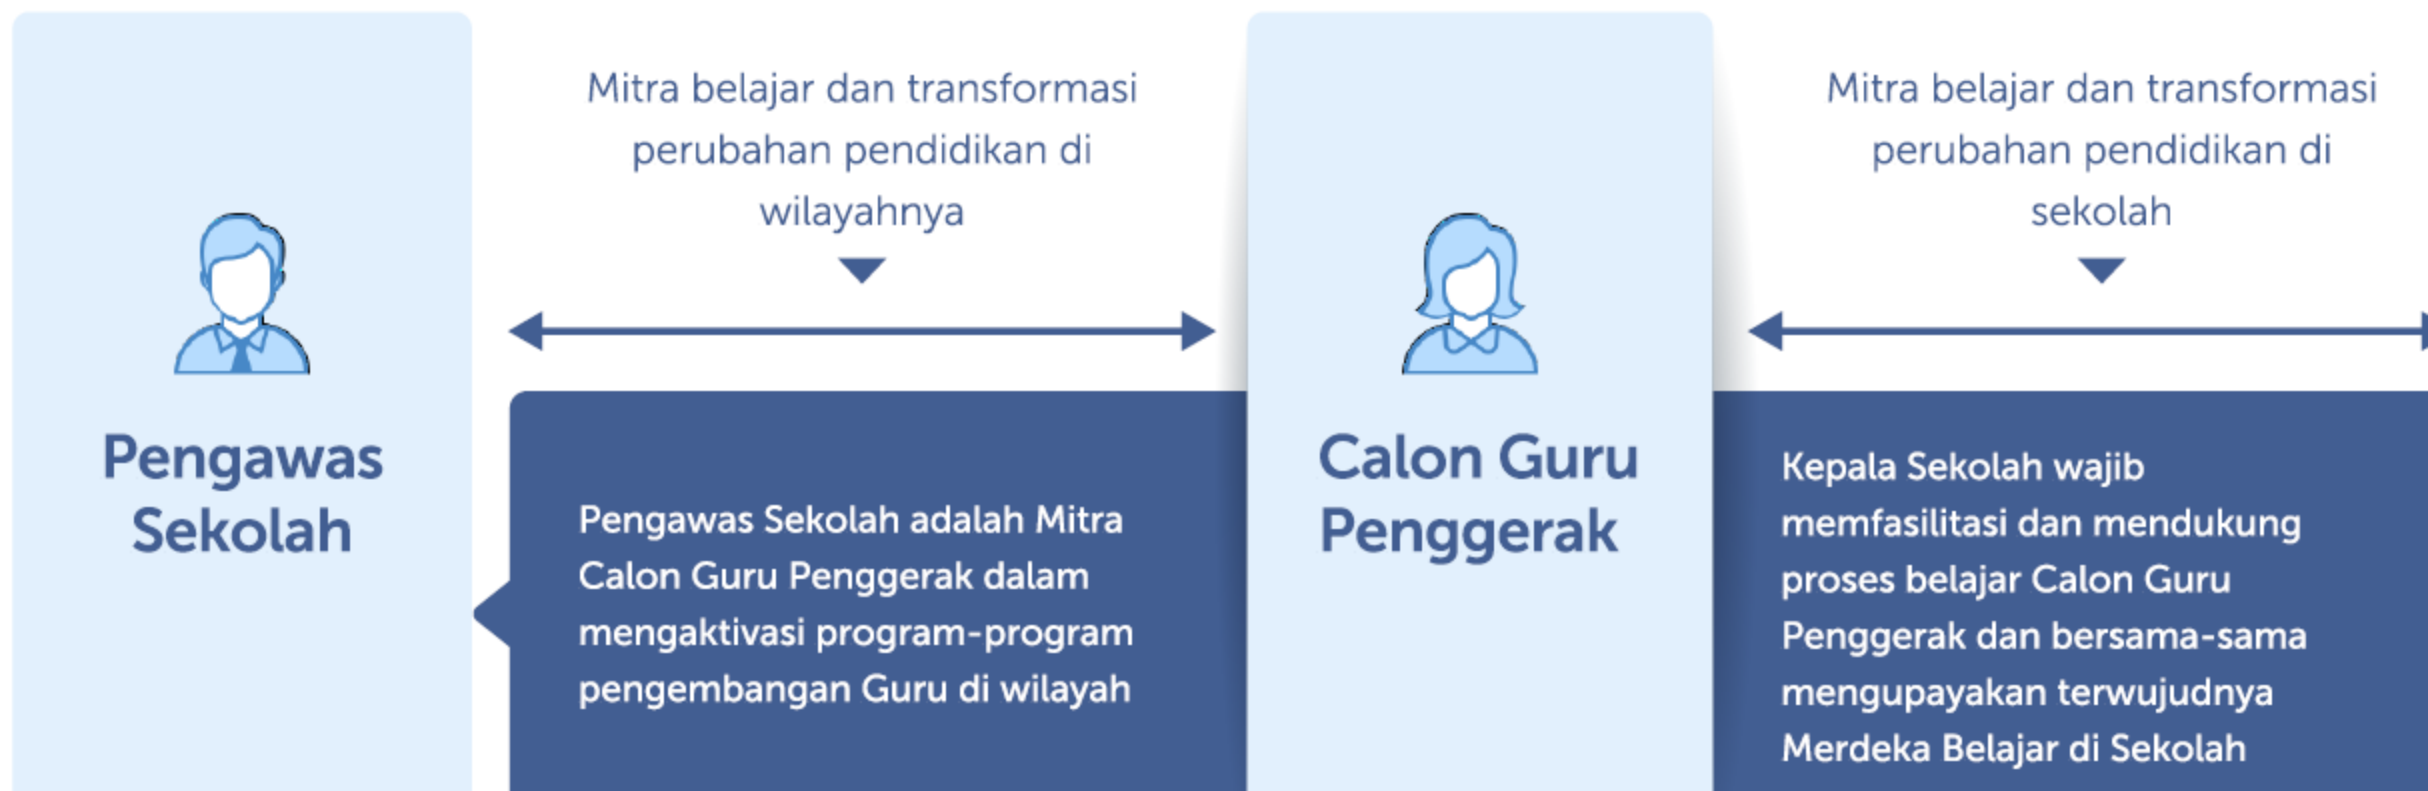 Pengawas
Sekolah
Mitra belajar dan transformasi
perubahan pendidikan di
wilayahnya
Pengawas Sekolah adalah Mitra
Calon Guru Penggerak dalam
mengaktivasi program-program
pengembangan Guru di wilayah
Calon Guru
Penggerak
Mitra belajar dan transformasi
perubahan pendidikan di
sekolah
Kepala Sekolah wajib
memfasilitasi dan mendukung
proses belajar Calon Guru
Penggerak dan bersama-sama
mengupayakan terwujudnya
Merdeka Belajar di Sekolah